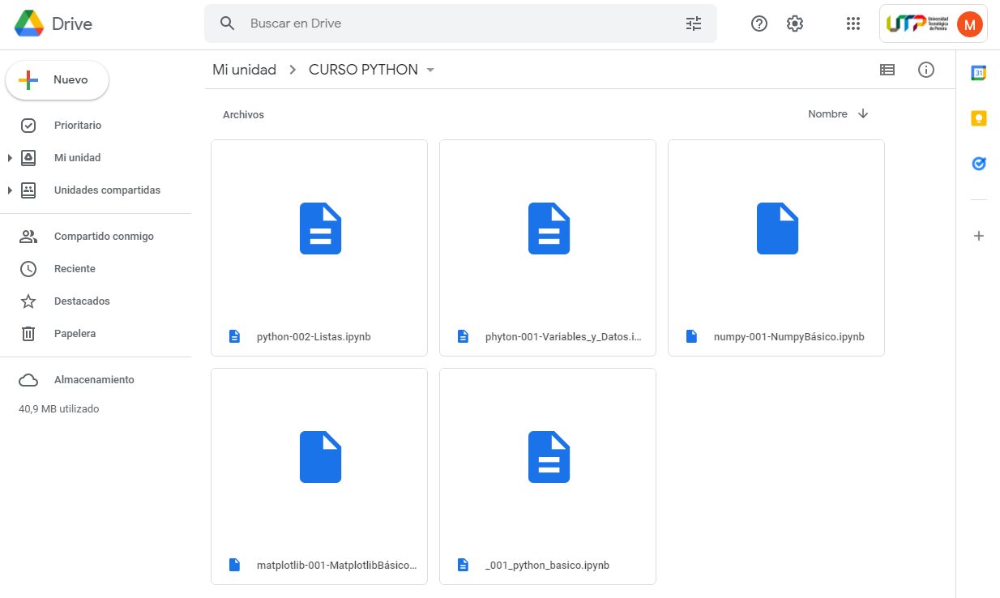 Drive
Buscar en Drive
UTP Universidad Tecnológica de Pereira
M
Nuevo
Mi unidad
CURSO PYTHON
31
Prioritario
Mi unidad
Unidades compartidas
Compartido conmigo
Reciente
Destacados
Papelera
Almacenamiento
40,9 MB utilizado
Archivos
Nombre
python-002-Listas.ipynb
phyton-001-Variables_y_Datos.i...
numpy-001-NumpyBásico.ipynb
matplotlib-001-MatplotlibBásico...
_001_python_basico.ipynb